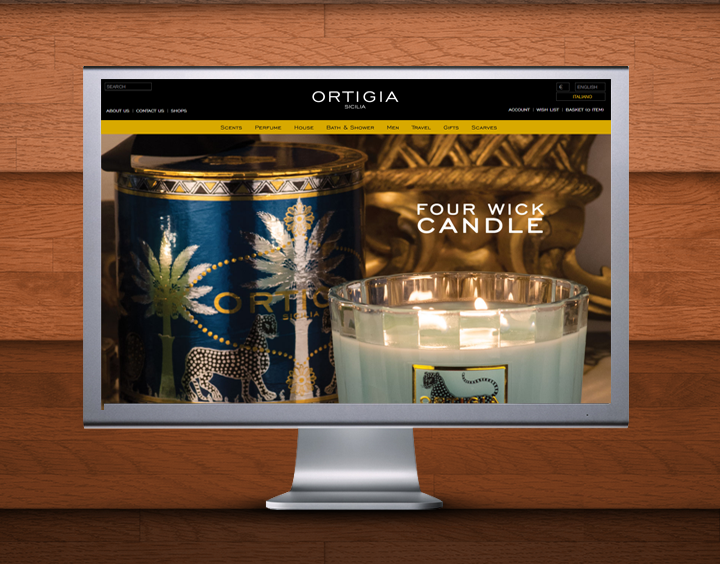 SEARCH
ORTIGIA
SICILIA
€ ENGLISH
ITALIANO
ABOUT US | CONTACT US | SHOPS
ACCOUNT | WISH LIST | BASKET (0 ITEM)
SCENTS PERFUME HOUSE BATH & SHOWER MEN TRAVEL GIFTS SCARVES
FOUR WICK
CANDLE
ORTIG
SICILIA